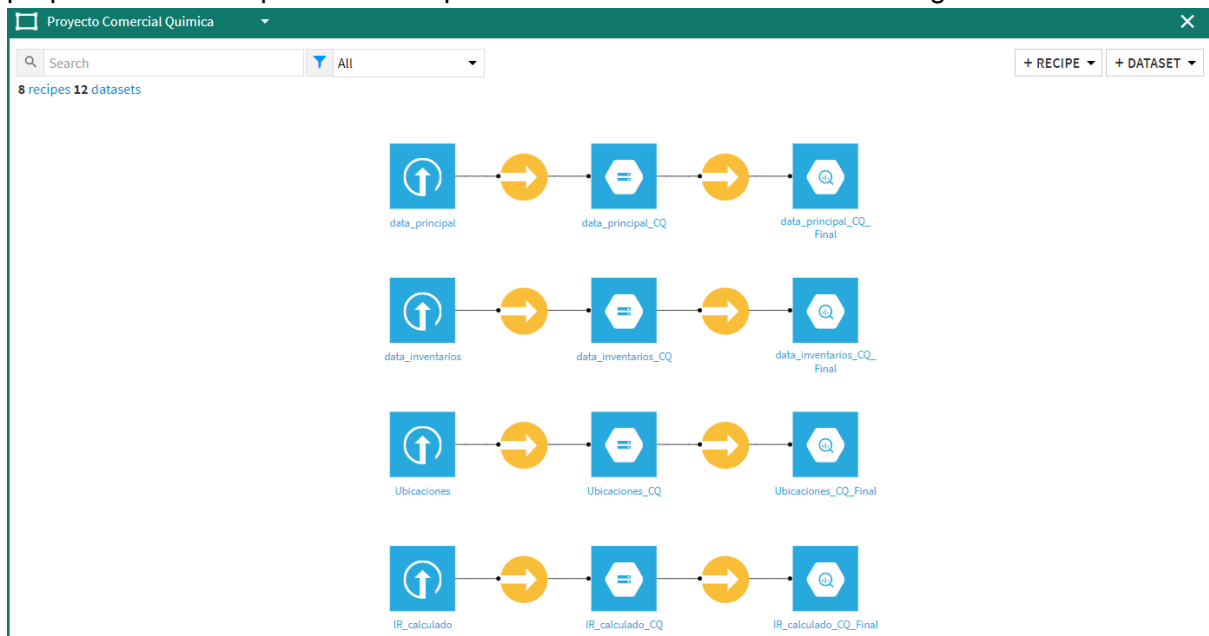 Proyecto Comercial Quimica
Search
All
+ RECIPE
+ DATASET
8 recipes 12 datasets
data_principal
data_principal_CQ
data_principal_CQ_
Final
data_inventarios
data_inventarios_CQ
data_inventarios_CQ_
Final
Ubicaciones
Ubicaciones_CQ
Ubicaciones_CQ_Final
IR_calculado
IR_calculado_CQ
IR_calculado_CQ_Final